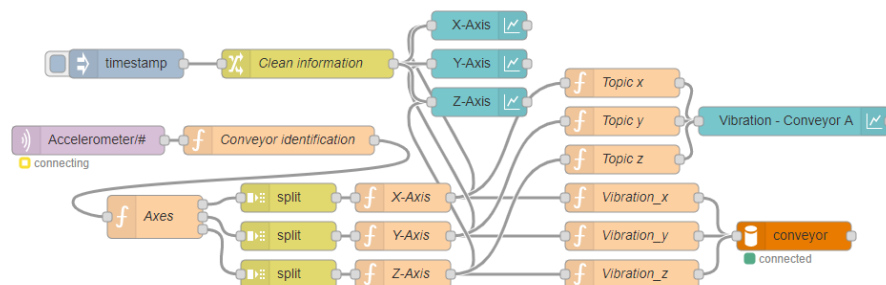 X-Axis
timestamp
Clean information
Y-Axis
Z-Axis
Topic x
Topic y
Vibration - Conveyor A
Accelerometer/#
Conveyor identification
connecting
Topic z
split
X-Axis
Vibration_x
Axes
split
Y-Axis
Vibration_y
conveyor
connected
split
Z-Axis
Vibration_z